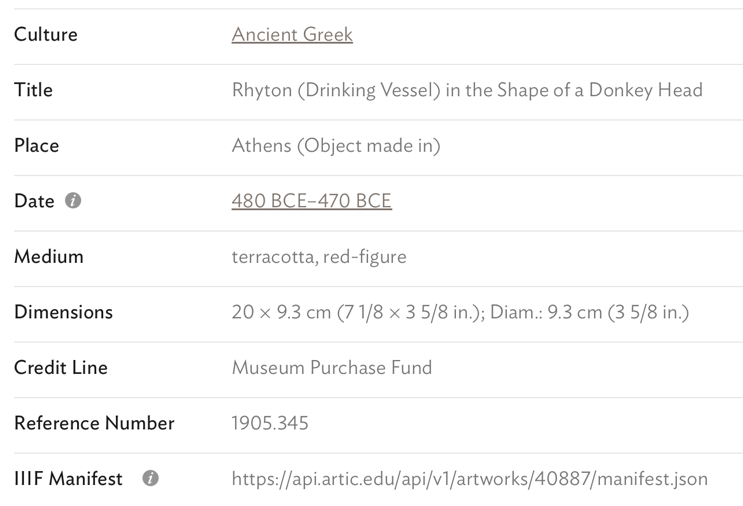 Culture Ancient Greek
Title Rhyton (Drinking Vessel) in the Shape of a Donkey Head
Place Athens (Object made in)
Date i 480 BCE–470 BCE
Medium terracotta, red-figure
Dimensions 20 × 9.3 cm (7 1/8 × 3 5/8 in.); Diam.: 9.3 cm (3 5/8 in.)
Credit Line Museum Purchase Fund
Reference Number 1905.345
IIIF Manifest i https://api.artic.edu/api/v1/artworks/40887/manifest.json